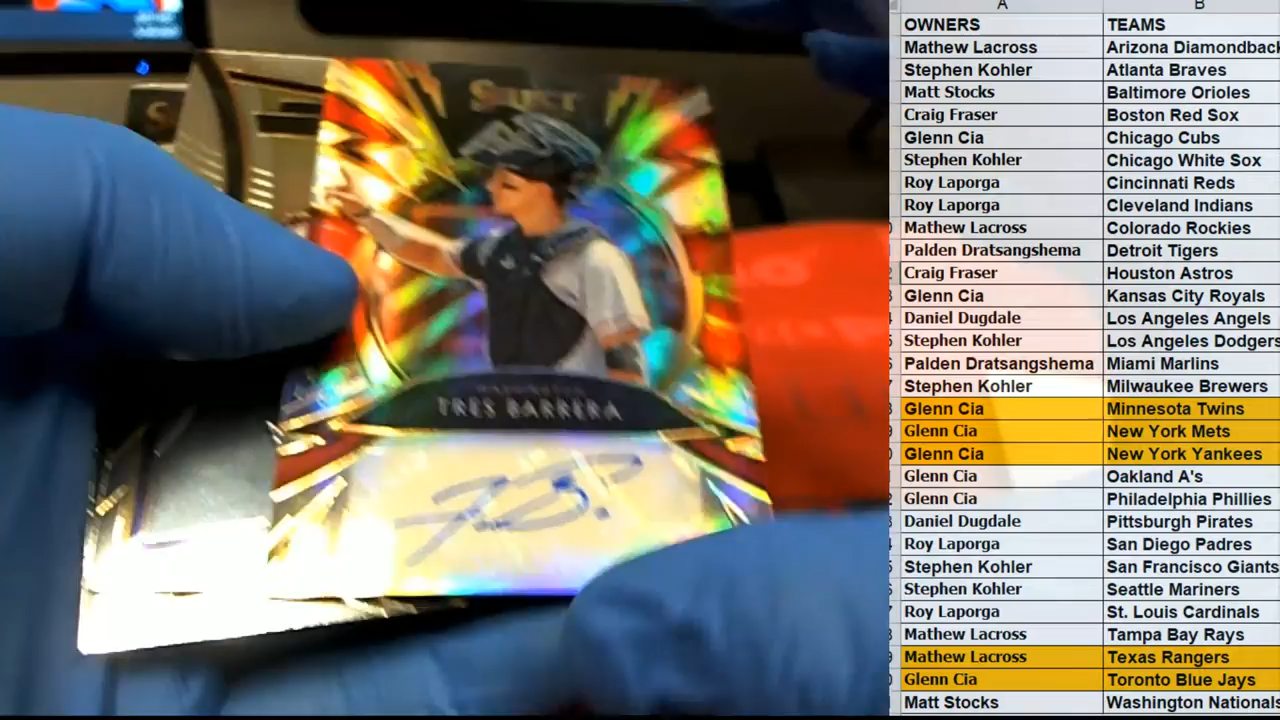 SELECT
WASHINGTON
TRES BARRERA
A B
OWNERS TEAMS
Mathew Lacross Arizona Diamondback
Stephen Kohler Atlanta Braves
Matt Stocks Baltimore Orioles
Craig Fraser Boston Red Sox
Glenn Cia Chicago Cubs
Stephen Kohler Chicago White Sox
Roy Laporga Cincinnati Reds
Roy Laporga Cleveland Indians
Mathew Lacross Colorado Rockies
Palden Dratsangshema Detroit Tigers
Craig Fraser Houston Astros
Glenn Cia Kansas City Royals
Daniel Dugdale Los Angeles Angels
Stephen Kohler Los Angeles Dodgers
Palden Dratsangshema Miami Marlins
Stephen Kohler Milwaukee Brewers
Glenn Cia Minnesota Twins
Glenn Cia New York Mets
Glenn Cia New York Yankees
Glenn Cia Oakland A's
Glenn Cia Philadelphia Phillies
Daniel Dugdale Pittsburgh Pirates
Roy Laporga San Diego Padres
Stephen Kohler San Francisco Giants
Stephen Kohler Seattle Mariners
Roy Laporga St. Louis Cardinals
Mathew Lacross Tampa Bay Rays
Mathew Lacross Texas Rangers
Glenn Cia Toronto Blue Jays
Matt Stocks Washington Nationals